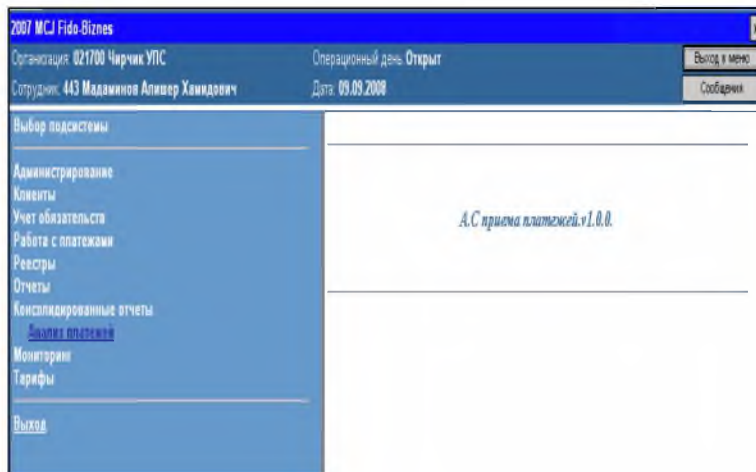 2007 MCJ Fido-Biznes
Организация: 021700 Чирчик УПС
Операционный день: Открыт
Выход в меню
Сотрудник: 443 Мадаминов Алишер Хамидович
Дата: 09.09.2008
Сообщения
Выбор подсистемы
Администрирование
Клиенты
Учет обязательств
Работа с платежами
Реестры
Отчеты
Консолидированные отчеты
Анализ платежей
Мониторинг
Тарифы
Выход
А.С приема платежей.v1.0.0.